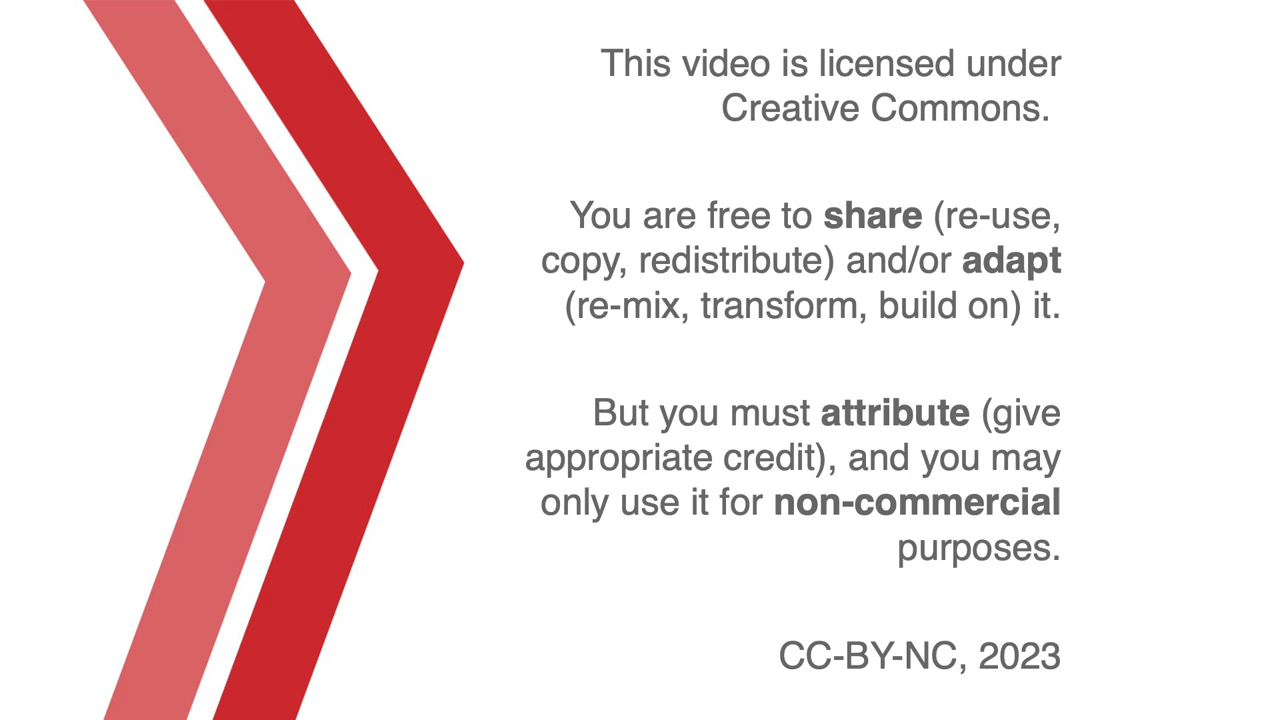 This video is licensed under
Creative Commons.
You are free to share (re-use,
copy, redistribute) and/or adapt
(re-mix, transform, build on) it.
But you must attribute (give
appropriate credit), and you may
only use it for non-commercial
purposes.
CC-BY-NC, 2023